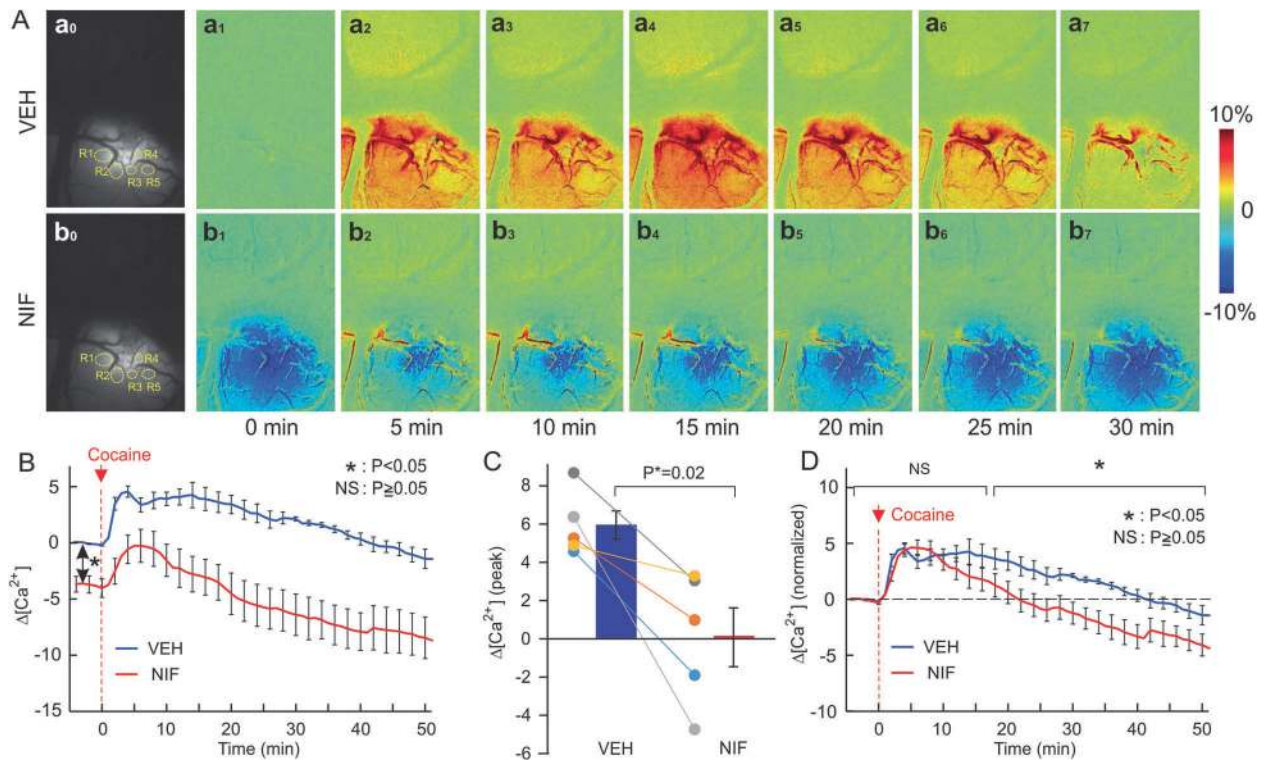 A
VEH
a0
a1
a2
a3
a4
a5
a6
a7
R1
R2
R3
R4
R5
10%
0
-10%
NIF
b0
b1
b2
b3
b4
b5
b6
b7
R1
R2
R3
R4
R5
0 min
5 min
10 min
15 min
20 min
25 min
30 min
B
Cocaine
* : P<0.05
NS : P≥0.05
Δ[Ca2+]
5
0
-5
-10
-15
*
VEH
NIF
0
10
20
30
40
50
Time (min)
C
P*=0.02
Δ[Ca2+] (peak)
10
8
6
4
2
0
-2
-4
-6
VEH
NIF
D
NS
*
Cocaine
* : P<0.05
NS : P≥0.05
Δ[Ca2+] (normalized)
10
5
0
-5
-10
VEH
NIF
0
10
20
30
40
50
Time (min)